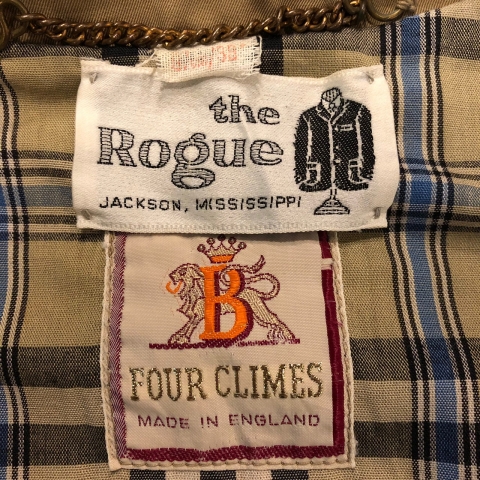 the
Rogue
JACKSON, MISSISSIPPI
B
FOUR CLIMES
MADE IN ENGLAND